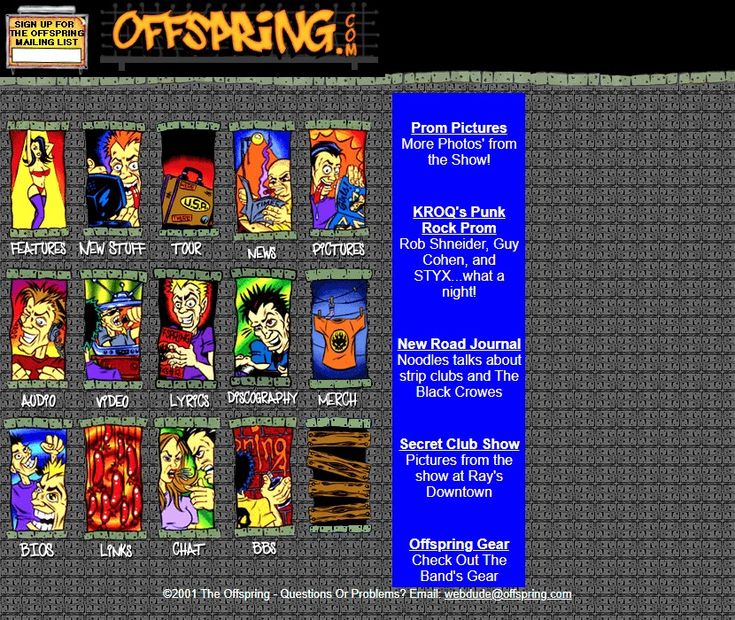 SIGN UP FOR
THE OFFSPRING
MAILING LIST
OFFSPRING.COM
Prom Pictures
More Photos' from
the Show!
KROQ's Punk
Rock Prom
Rob Shneider, Guy
Cohen, and
STYX...what a
night!
New Road Journal
Noodles talks about
strip clubs and The
Black Crowes
Secret Club Show
Pictures from the
show at Ray's
Downtown
Offspring Gear
Check Out The
Band's Gear
U.S.A.
FEATURES NEW STUFF TOUR NEWS PICTURES
AUDIO VIDEO LYRICS DISCOGRAPHY MERCH
BIOS LINKS CHAT BBS
©2001 The Offspring - Questions Or Problems? Email: webdude@offspring.com